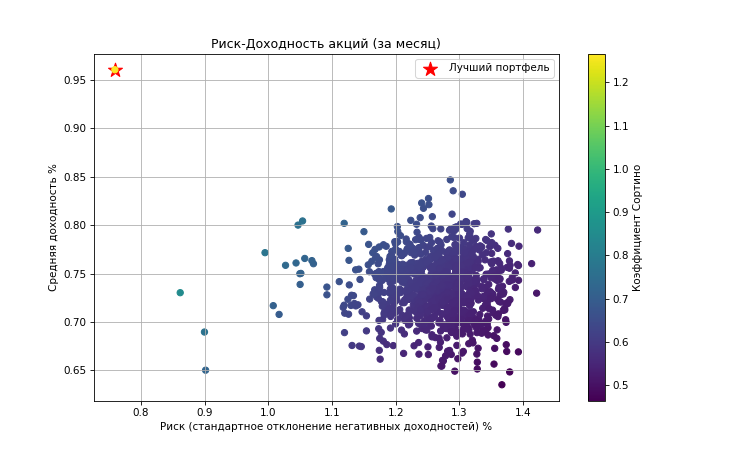 Риск-Доходность акций (за месяц)
Лучший портфель
Средняя доходность %
0.95
0.90
0.85
0.80
0.75
0.70
0.65
0.8 0.9 1.0 1.1 1.2 1.3 1.4
Риск (стандартное отклонение негативных доходностей) %
1.2
1.1
1.0
0.9
0.8
0.7
0.6
0.5
Коэффициент Сортино